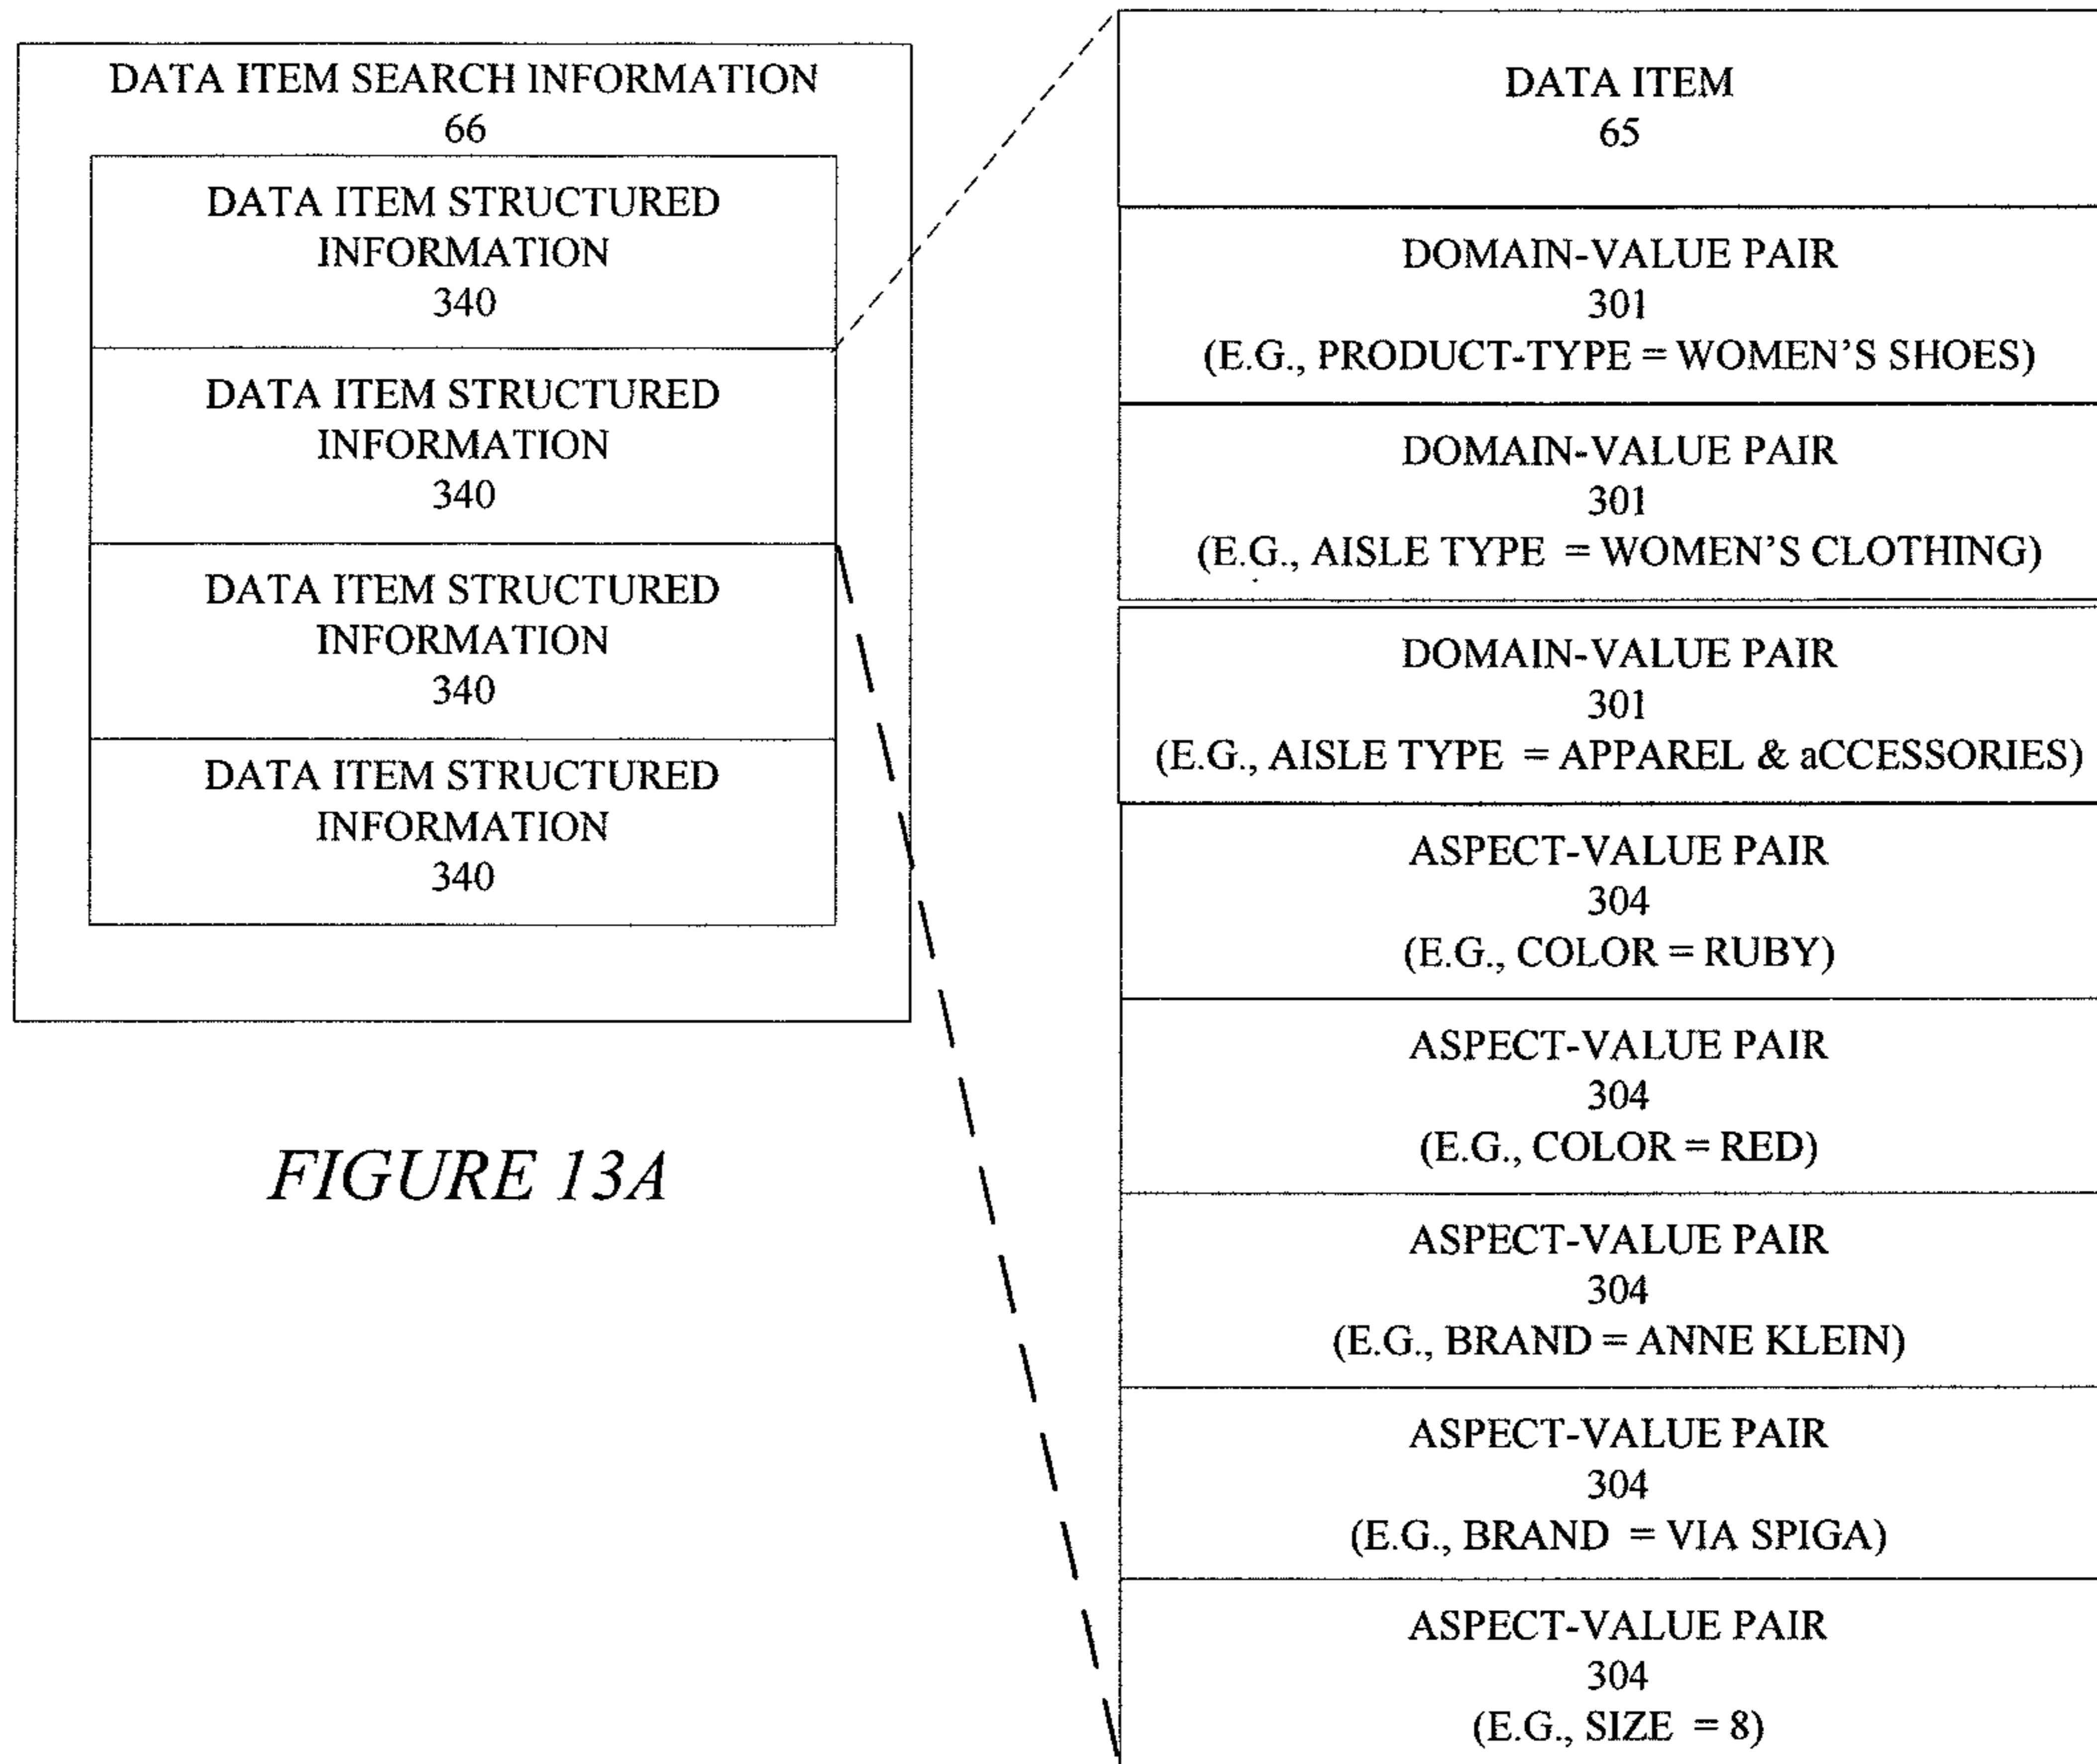 DATA ITEM SEARCH INFORMATION
66
DATA ITEM STRUCTURED
INFORMATION
340
DATA ITEM STRUCTURED
INFORMATION
340
DATA ITEM STRUCTURED
INFORMATION
340
DATA ITEM STRUCTURED
INFORMATION
340
FIGURE 13A
DATA ITEM
65
DOMAIN-VALUE PAIR
301
(E.G., PRODUCT-TYPE = WOMEN'S SHOES)
DOMAIN-VALUE PAIR
301
(E.G., AISLE TYPE = WOMEN'S CLOTHING)
DOMAIN-VALUE PAIR
301
(E.G., AISLE TYPE = APPAREL & aCCESSORIES)
ASPECT-VALUE PAIR
304
(E.G., COLOR = RUBY)
ASPECT-VALUE PAIR
304
(E.G., COLOR = RED)
ASPECT-VALUE PAIR
304
(E.G., BRAND = ANNE KLEIN)
ASPECT-VALUE PAIR
304
(E.G., BRAND = VIA SPIGA)
ASPECT-VALUE PAIR
304
(E.G., SIZE = 8)